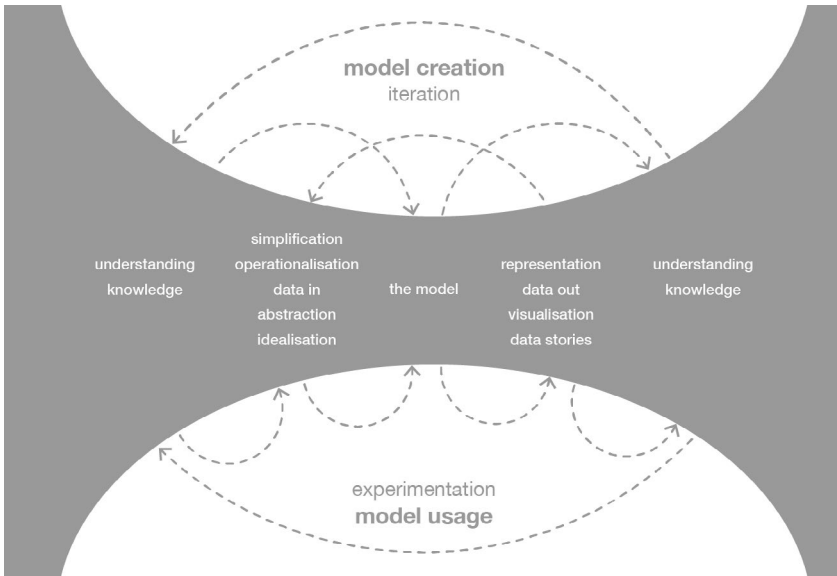 model creation
iteration
understanding
knowledge
simplification
operationalisation
data in
abstraction
idealisation
the model
representation
data out
visualisation
data stories
understanding
knowledge
experimentation
model usage